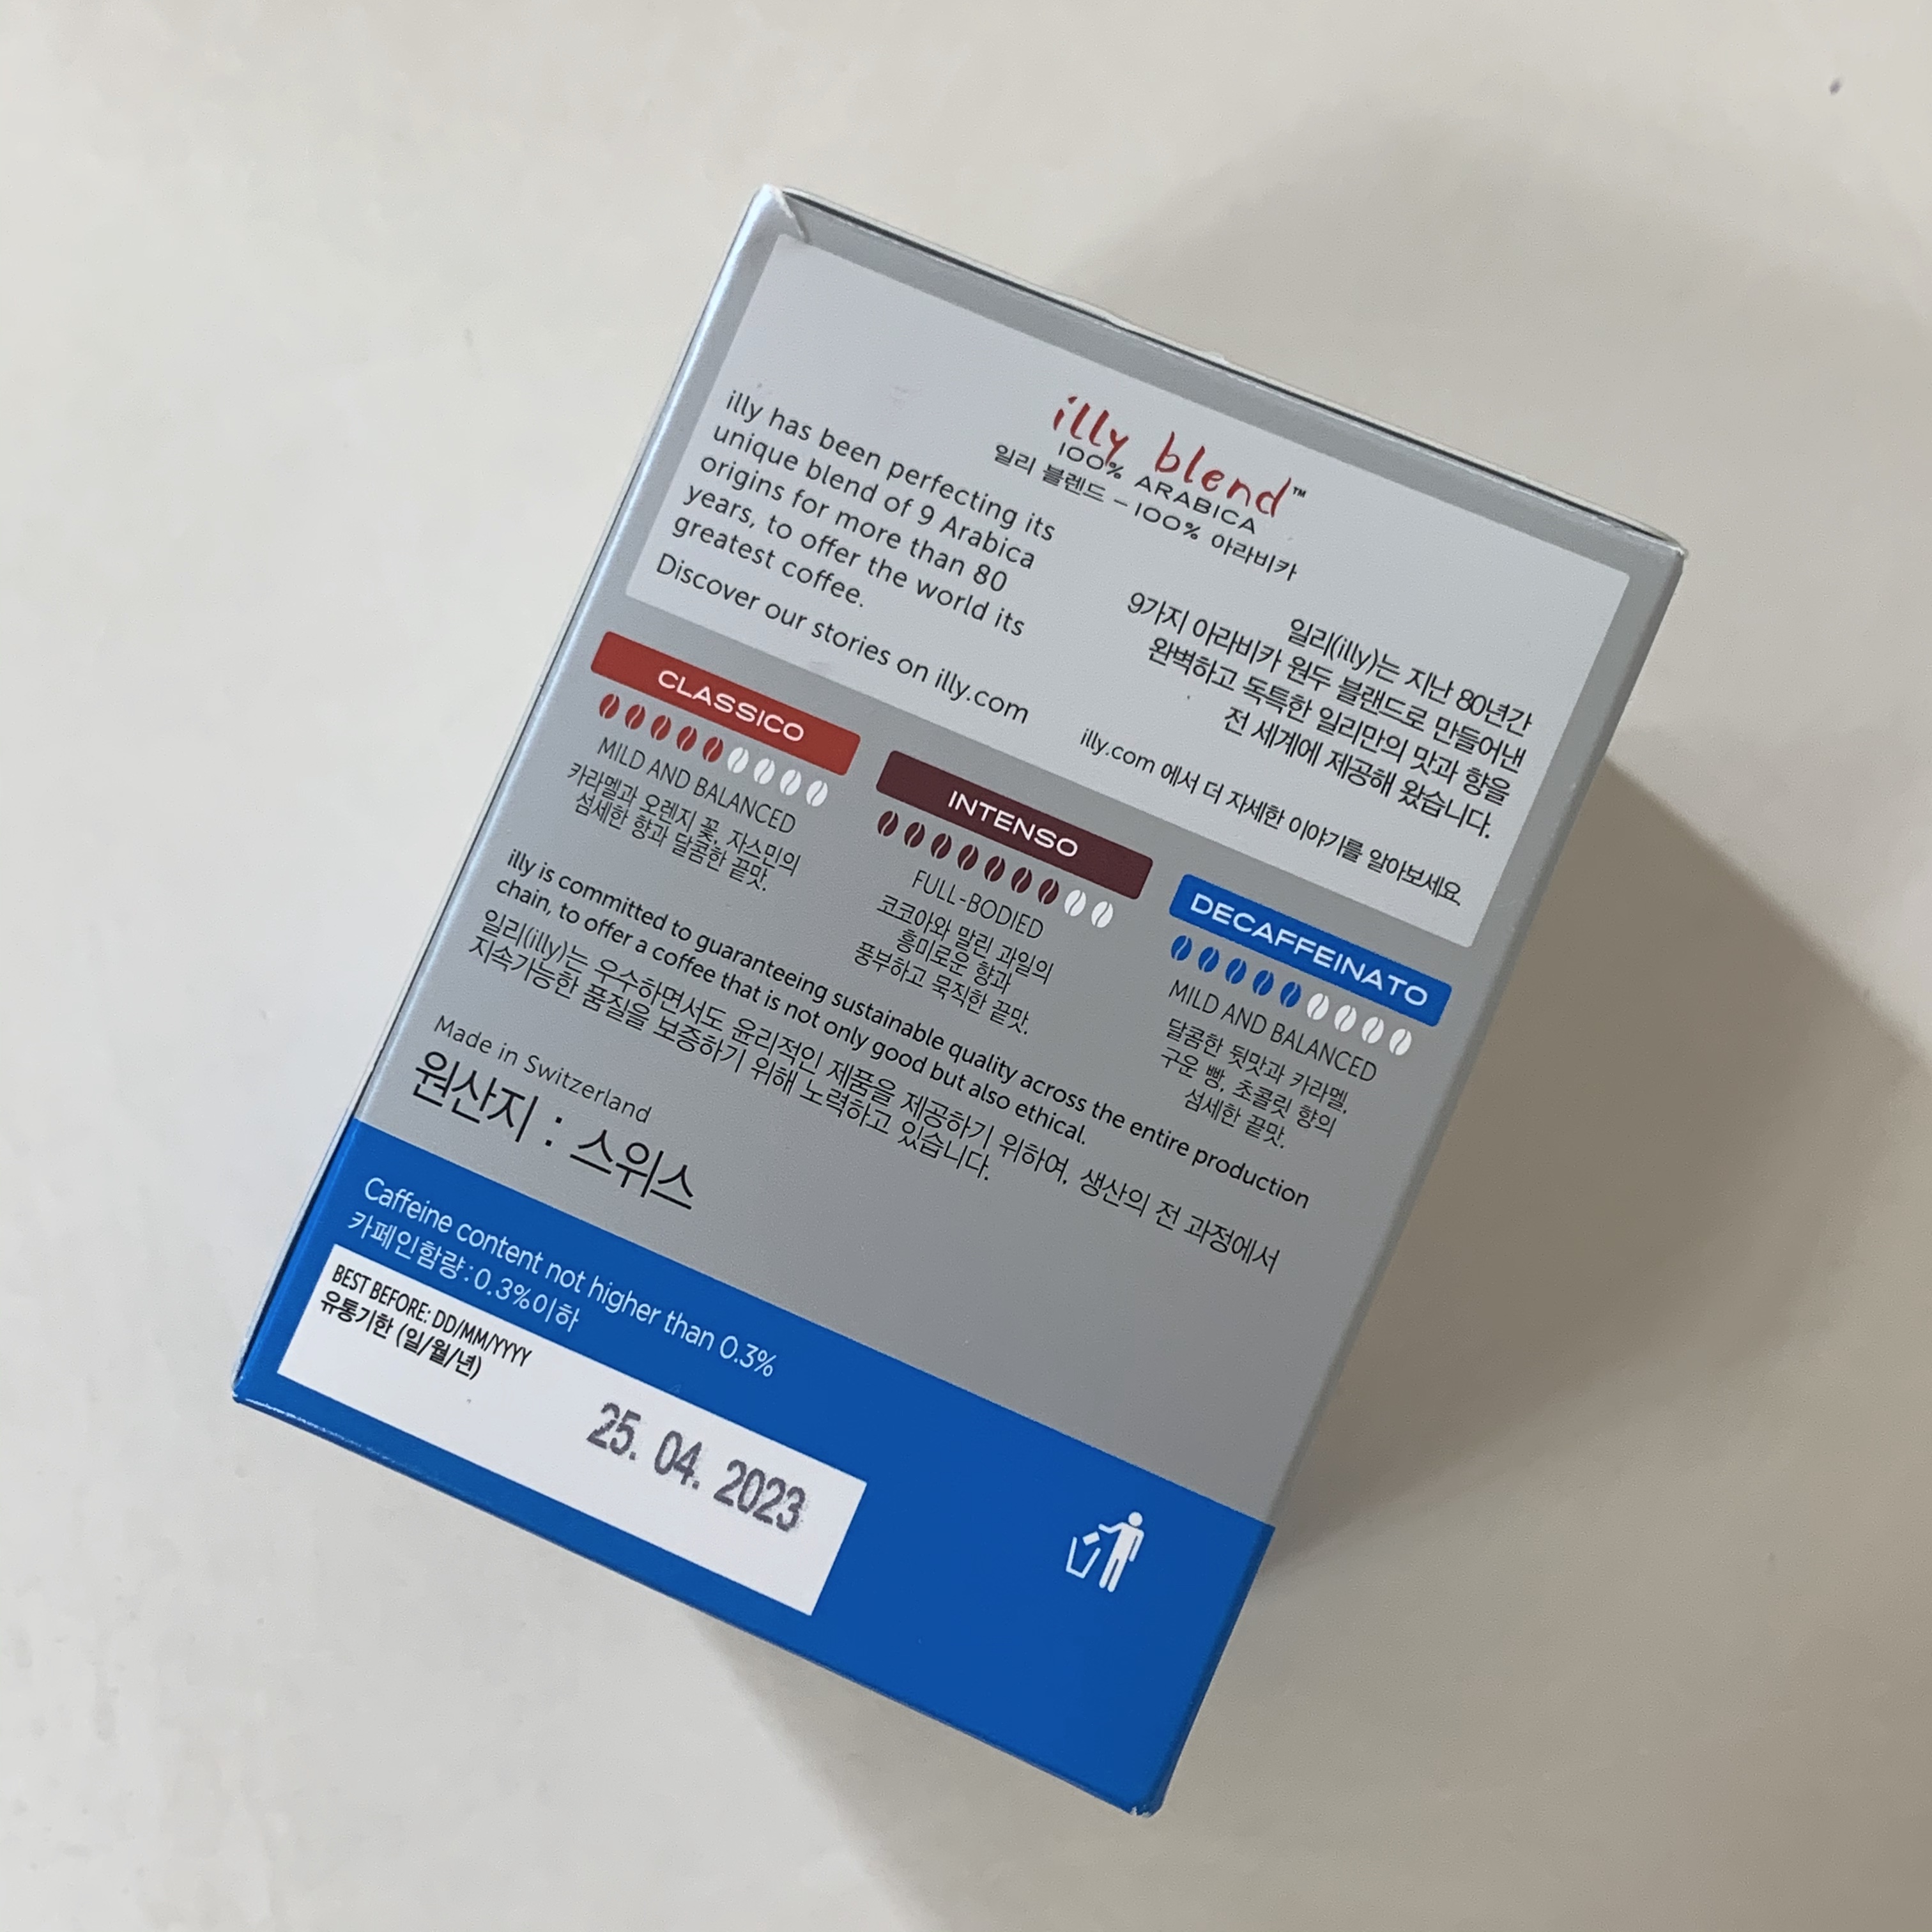 illy blend™
100% ARABICA
일리 블렌드 – 100% 아라비카
illy has been perfecting its
unique blend of 9 Arabica
origins for more than 80
years, to offer the world its
greatest coffee.
Discover our stories on illy.com
일리(illy)는 지난 80년간
9가지 아라비카 원두 블랜드로 만들어낸
완벽하고 독특한 일리만의 맛과 향을
전 세계에 제공해 왔습니다.
illy.com 에서 더 자세한 이야기를 알아보세요
CLASSICO
MILD AND BALANCED
카라멜과 오렌지 꽃, 자스민의
섬세한 향과 달콤한 끝맛.
INTENSO
FULL-BODIED
코코아와 말린 과일의
흥미로운 향과
풍부하고 묵직한 끝맛.
DECAFFEINATO
MILD AND BALANCED
달콤한 뒷맛과 카라멜,
구운 빵, 초콜릿 향의
섬세한 끝맛.
illy is committed to guaranteeing sustainable quality across the entire production
chain, to offer a coffee that is not only good but also ethical.
일리(illy)는 우수하면서도 윤리적인 제품을 제공하기 위하여, 생산의 전 과정에서
지속가능한 품질을 보증하기 위해 노력하고 있습니다.
Made in Switzerland
원산지 : 스위스
Caffeine content not higher than 0.3%
카페인함량:0.3%이하
BEST BEFORE: DD/MM/YYYY
유통기한 (일/월/년)
25. 04. 2023